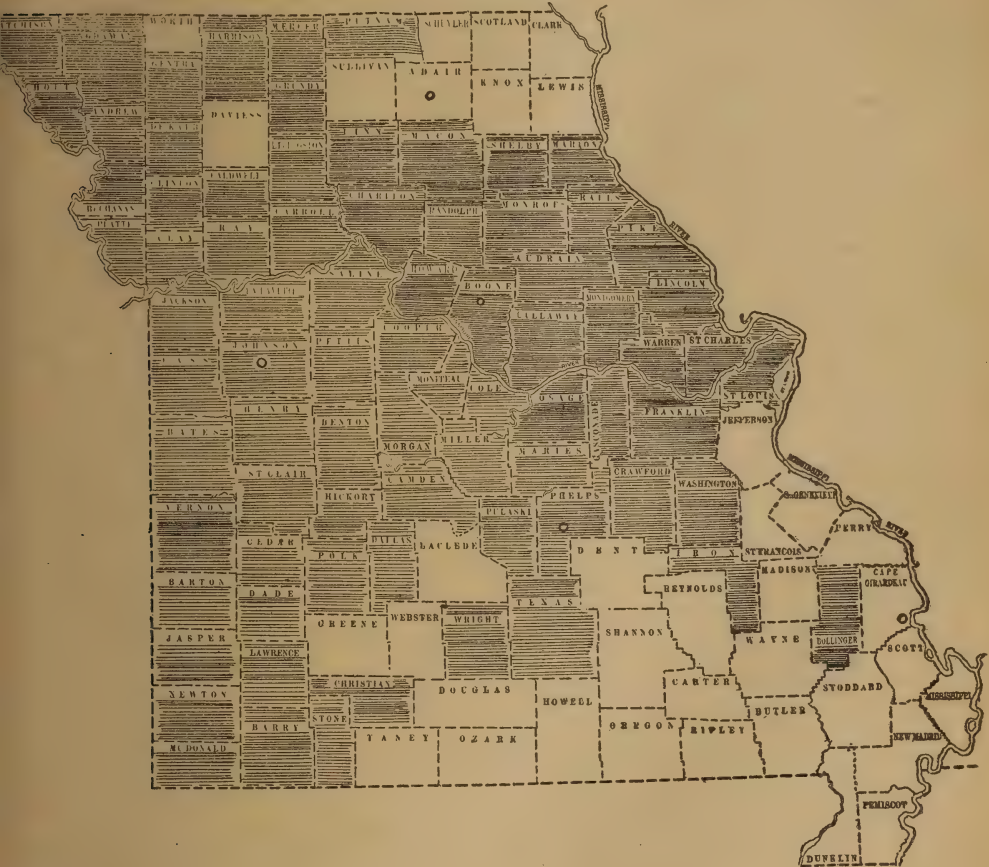 WORTH
HARRISON
MERCER
PUTNAM
SCHUYLER
SCOTLAND
CLARK
GENTRY
SULLIVAN
ADAIR
KNOX
LEWIS
HOLT
GRUNDY
ANDREW
DAVIESS
LINN
MACON
SHELBY
MARION
MISSISSIPPI
CLINTON
CALDWELL
CHARITON
RANDOLPH
MONROE
RALLS
BUCHANAN
PLATTE
CLAY
RAY
CARROLL
PIKE
RIVER
AUDRAIN
ALINE
HOWARD
BOONE
LINCOLN
JACKSON
MONTGOMERY
CALLAWAY
COOPER
JOHNSON
PETTIS
WARREN
ST CHARLES
CASS
MONITEAU
COLE
RIVER
OSAGE
ST LOUIS
FRANKLIN
JEFFERSON
HENRY
BENTON
BATES
MORGAN
MILLER
MARIES
MISSISSIPPI
ST CLAIR
CAMDEN
CRAWFORD
WASHINGTON
HICKORY
PHELPS
VERNON
PULASKI
PERRY
RIVER
CEDAR
POLK
DALLAS
LACLEDE
DENT
IRON
ST FRANCOIS
MADISON
CAPE
GIRARDEAU
BARTON
DADE
REYNOLDS
TEXAS
GREENE
WEBSTER
WRIGHT
SHANNON
JASPER
LAWRENCE
WAYNE
BOLLINGER
SCOTT
CHRISTIAN
DOUGLAS
CARTER
STODDARD
NEWTON
HOWELL
MISSISSIPPI
BARRY
STONE
BUTLER
OREGON
RIPLEY
NEW MADRID
MCDONALD
TANEY
OZARK
PEMISCOT
DUNKLIN